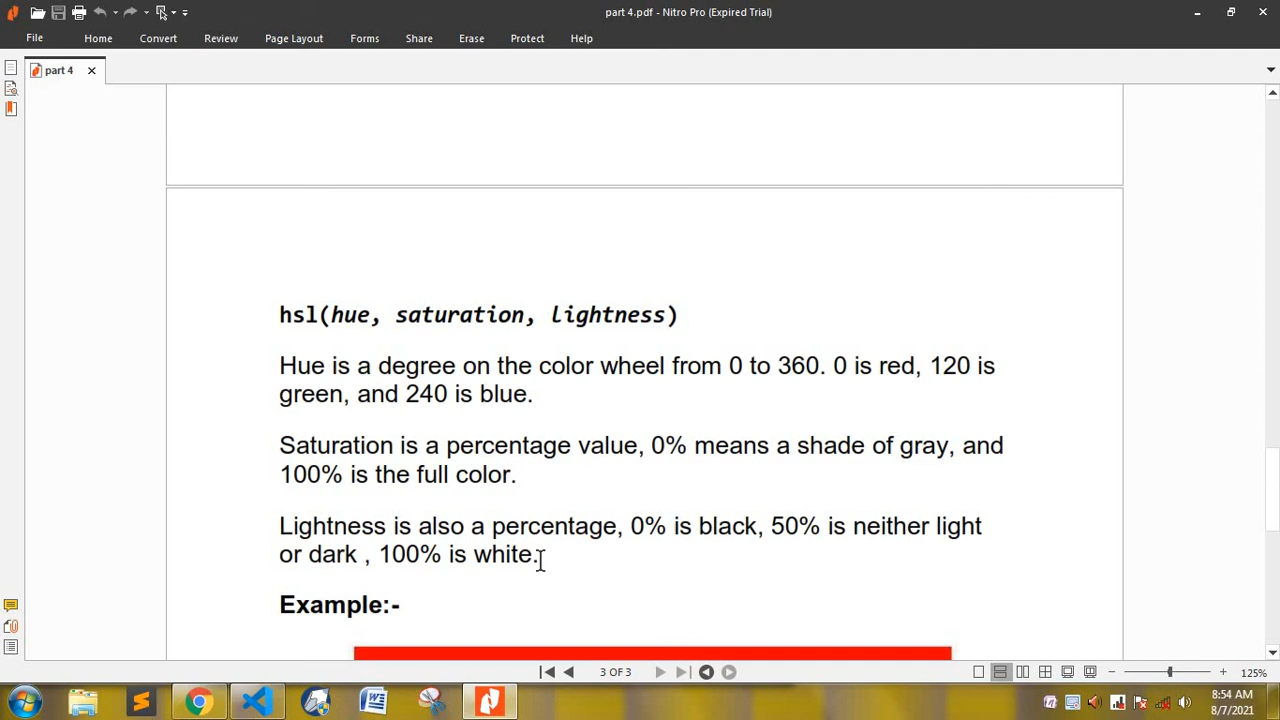 part 4.pdf - Nitro Pro (Expired Trial)
File Home Convert Review Page Layout Forms Share Erase Protect Help
part 4
hsl(hue, saturation, lightness)
Hue is a degree on the color wheel from 0 to 360. 0 is red, 120 is
green, and 240 is blue.
Saturation is a percentage value, 0% means a shade of gray, and
100% is the full color.
Lightness is also a percentage, 0% is black, 50% is neither light
or dark , 100% is white.
Example:-
3 OF 3
125%
8:54 AM
8/7/2021